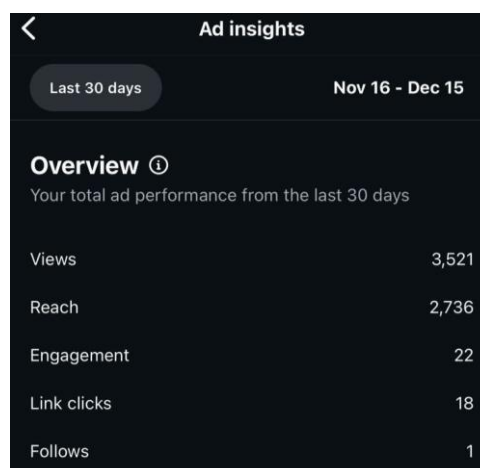 Ad insights
Last 30 days Nov 16 - Dec 15
Overview
Your total ad performance from the last 30 days
Views 3,521
Reach 2,736
Engagement 22
Link clicks 18
Follows 1